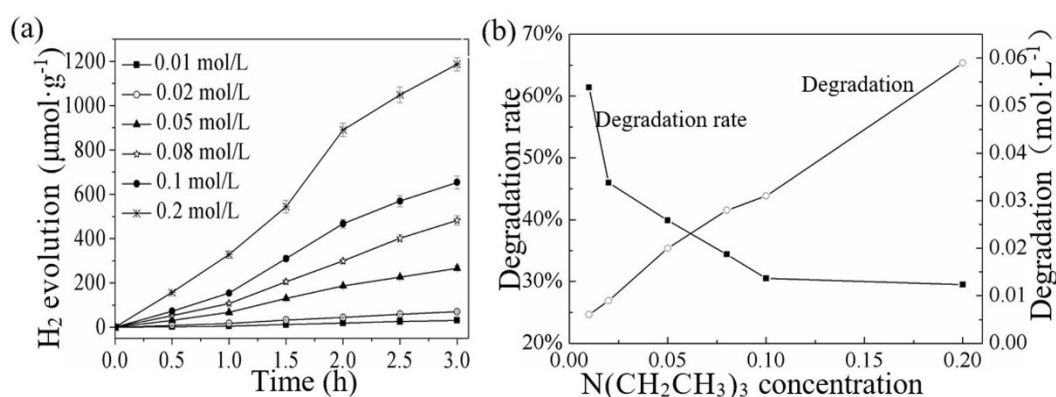 (a)
H₂ evolution (μmol·g⁻¹)
1200
1000
800
600
400
200
0
0.01 mol/L
0.02 mol/L
0.05 mol/L
0.08 mol/L
0.1 mol/L
0.2 mol/L
0.0 0.5 1.0 1.5 2.0 2.5 3.0
Time (h)
(b)
Degradation rate
70%
60%
50%
40%
30%
20%
Degradation rate
Degradation
0.06
0.05
0.04
0.03
0.02
0.01
0.00
Degradation (mol·L⁻¹)
0.00 0.05 0.10 0.15 0.20
N(CH₂CH₃)₃ concentration